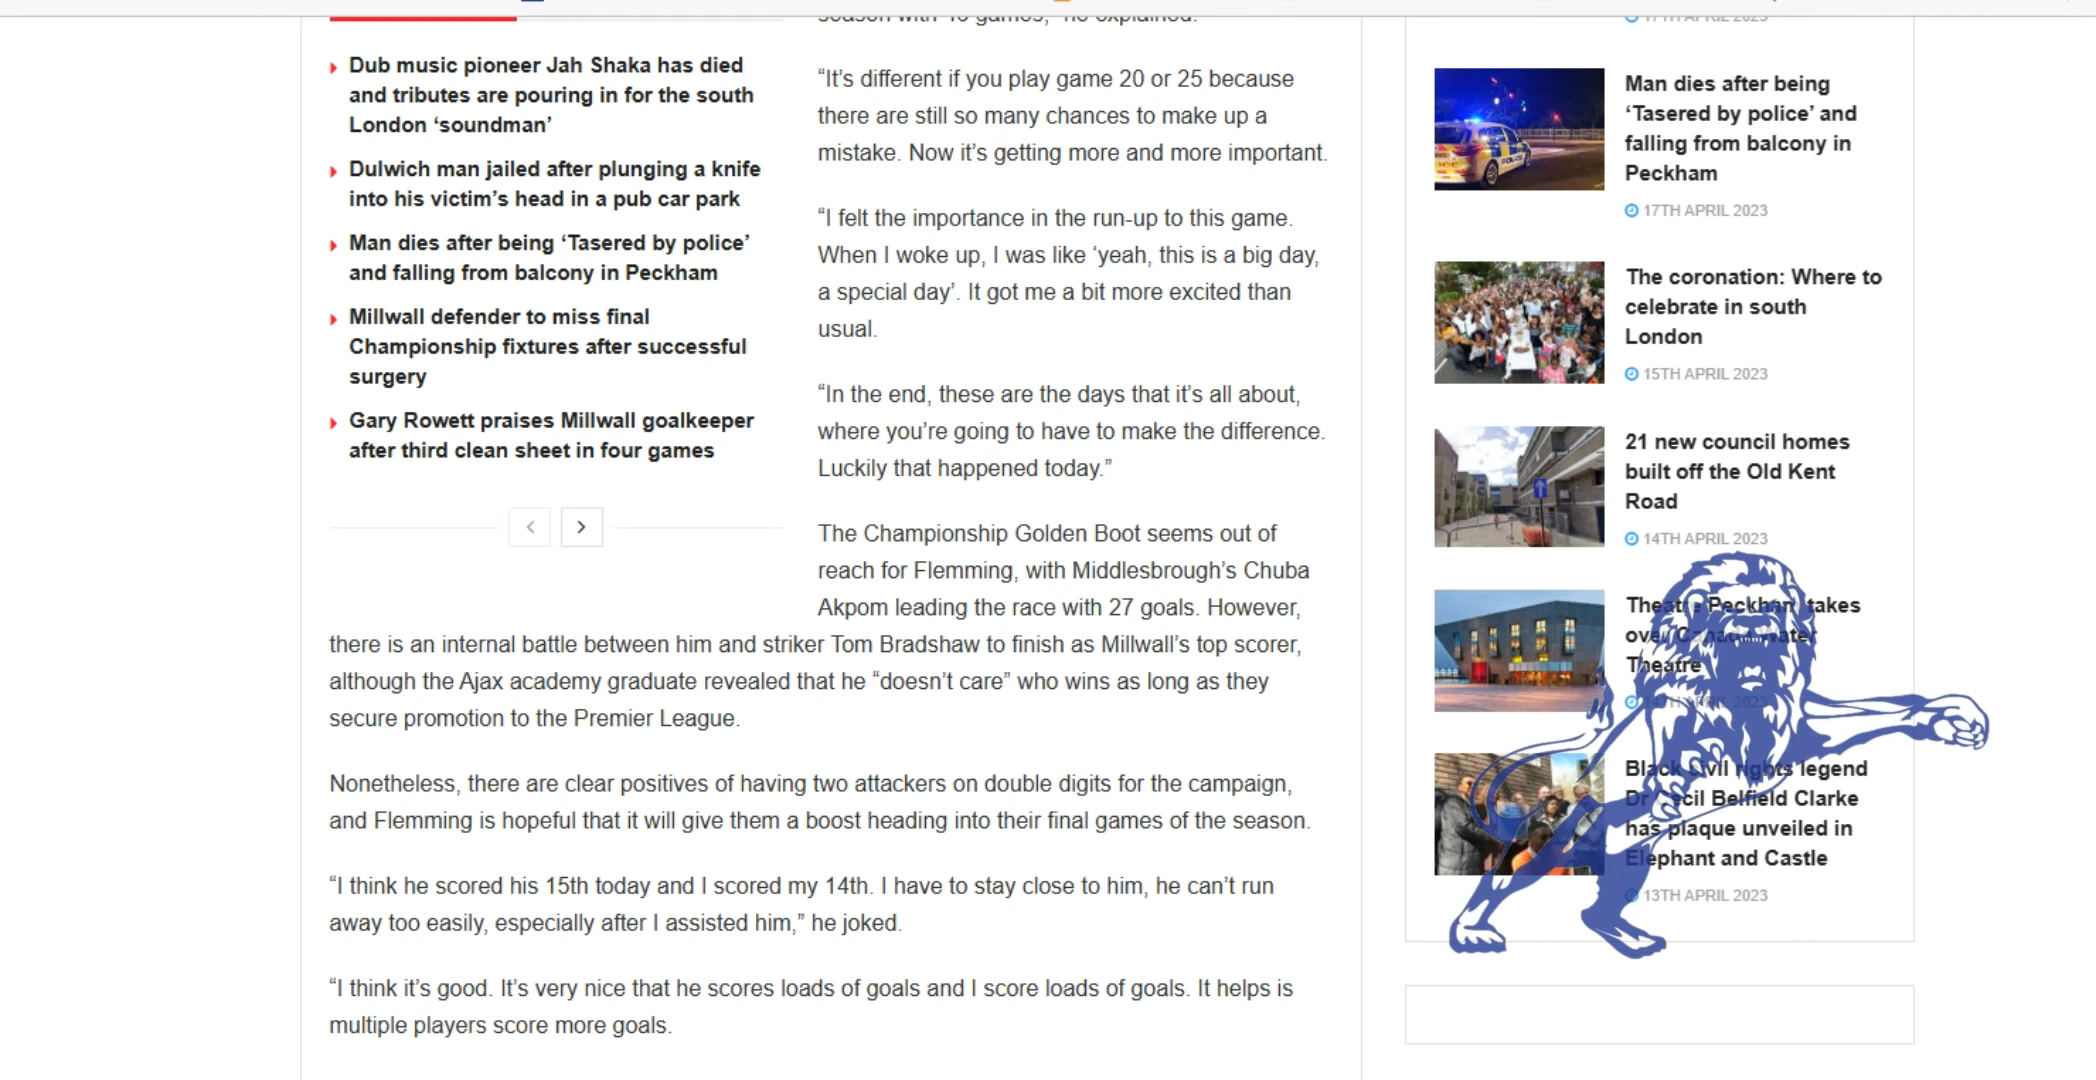 Dub music pioneer Jah Shaka has died
and tributes are pouring in for the south
London ‘soundman’
Dulwich man jailed after plunging a knife
into his victim’s head in a pub car park
Man dies after being ‘Tasered by police’
and falling from balcony in Peckham
Millwall defender to miss final
Championship fixtures after successful
surgery
Gary Rowett praises Millwall goalkeeper
after third clean sheet in four games
“It’s different if you play game 20 or 25 because
there are still so many chances to make up a
mistake. Now it’s getting more and more important.
“I felt the importance in the run-up to this game.
When I woke up, I was like ‘yeah, this is a big day,
a special day’. It got me a bit more excited than
usual.
“In the end, these are the days that it’s all about,
where you’re going to have to make the difference.
Luckily that happened today.”
The Championship Golden Boot seems out of
reach for Flemming, with Middlesbrough’s Chuba
Akpom leading the race with 27 goals. However,
there is an internal battle between him and striker Tom Bradshaw to finish as Millwall’s top scorer,
although the Ajax academy graduate revealed that he “doesn’t care” who wins as long as they
secure promotion to the Premier League.
Nonetheless, there are clear positives of having two attackers on double digits for the campaign,
and Flemming is hopeful that it will give them a boost heading into their final games of the season.
“I think he scored his 15th today and I scored my 14th. I have to stay close to him, he can’t run
away too easily, especially after I assisted him,” he joked.
“I think it’s good. It’s very nice that he scores loads of goals and I score loads of goals. It helps is
multiple players score more goals.
17TH APRIL 2023
Man dies after being
‘Tasered by police’ and
falling from balcony in
Peckham
17TH APRIL 2023
The coronation: Where to
celebrate in south
London
15TH APRIL 2023
21 new council homes
built off the Old Kent
Road
14TH APRIL 2023
Theatre Peckham takes
over Canada Water
Theatre
14TH APRIL 2023
Black civil rights legend
Dr Cecil Belfield Clarke
has plaque unveiled in
Elephant and Castle
13TH APRIL 2023